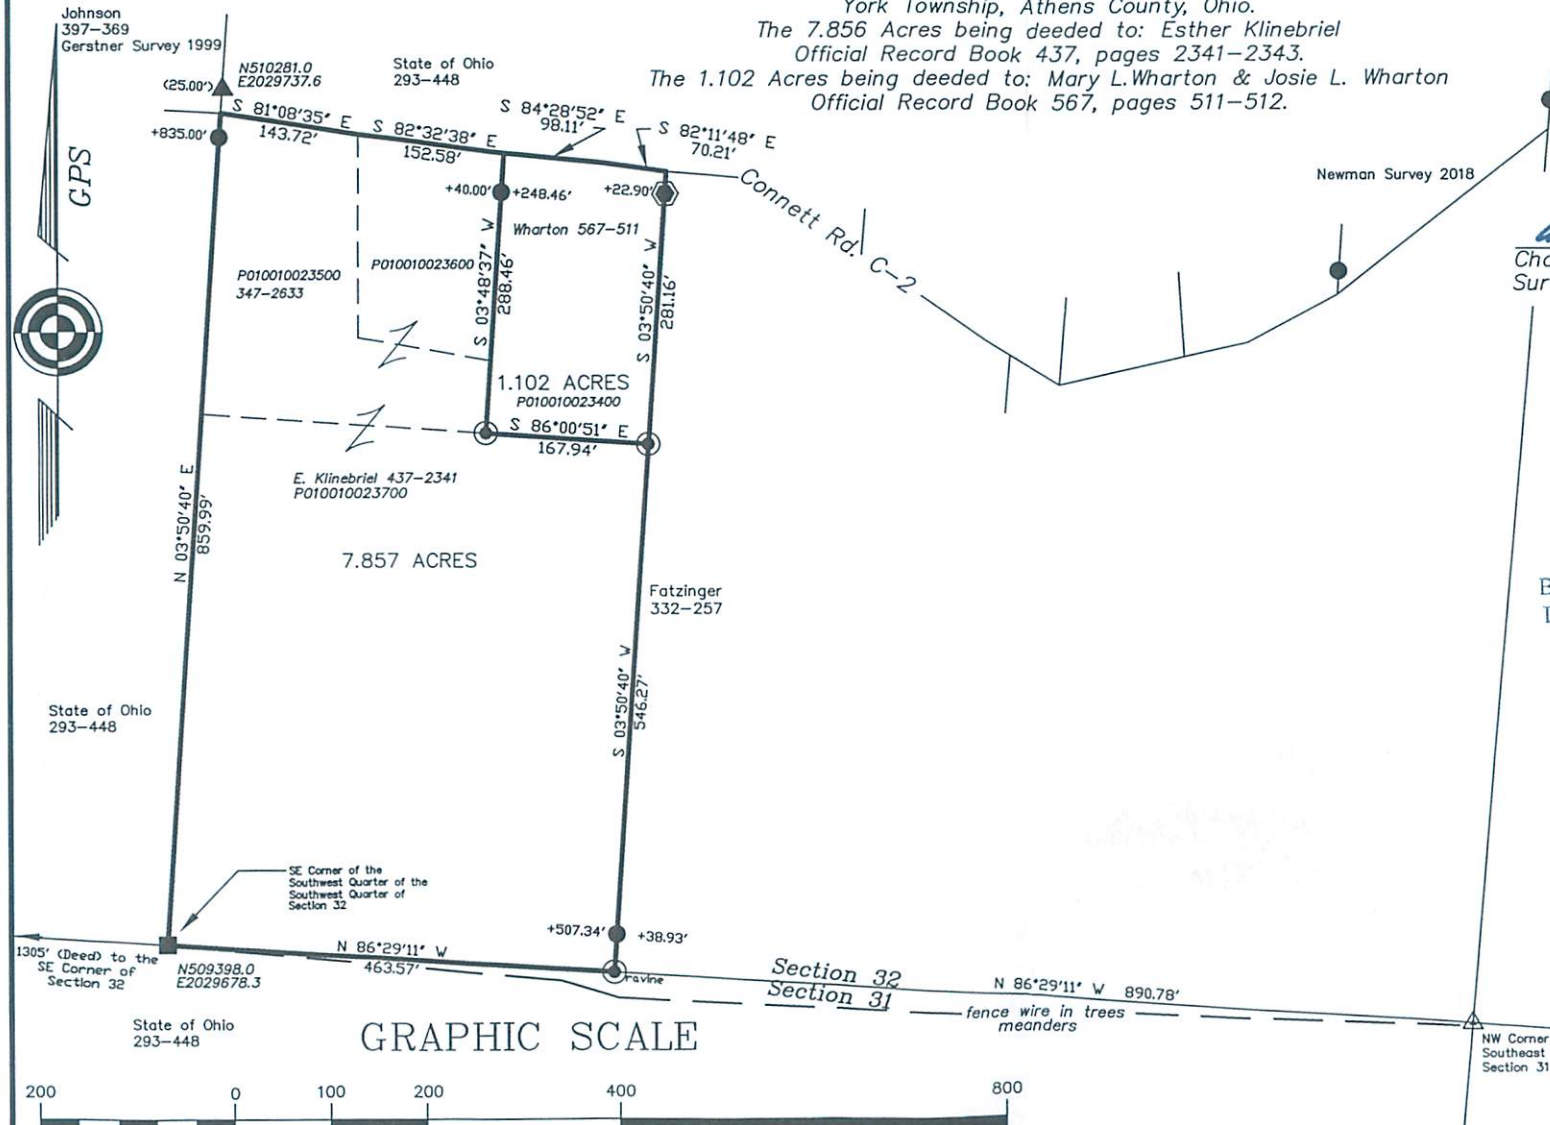 Johnson
397-369
Gerstner Survey 1999
York Township, Athens County, Ohio.
The 7.856 Acres being deeded to: Esther Klinebriel
Official Record Book 437, pages 2341-2343.
The 1.102 Acres being deeded to: Mary L.Wharton & Josie L. Wharton
Official Record Book 567, pages 511-512.
N510281.0
E2029737.6
(25.00')
State of Ohio
293-448
S 81°08'35" E
143.72'
S 82°32'38" E
152.58'
S 84°28'52" E
98.11'
S 82°11'48" E
70.21'
+835.00'
GPS
+40.00'
+248.46'
+22.90'
Connett Rd. C-2
Newman Survey 2018
Wharton 567-511
P010010023500
347-2633
P010010023600
S 03°48'37" W
288.46'
S 03°50'40" W
281.16'
1.102 ACRES
P010010023400
S 86°00'51" E
167.94'
E. Klinebriel 437-2341
P010010023700
N 03°50'40" E
859.99'
7.857 ACRES
Fatzinger
332-257
S 03°50'40" W
546.27'
State of Ohio
293-448
SE Corner of the
Southwest Quarter of the
Southwest Quarter of
Section 32
+507.34'
+38.93'
1305' (Deed) to the
SE Corner of
Section 32
N 86°29'11" W
463.57'
ravine
N509398.0
E2029678.3
Section 32
Section 31
N 86°29'11" W 890.78'
fence wire in trees
meanders
State of Ohio
293-448
NW Corner
Southeast
Section 31
GRAPHIC SCALE
200 0 100 200 400 800